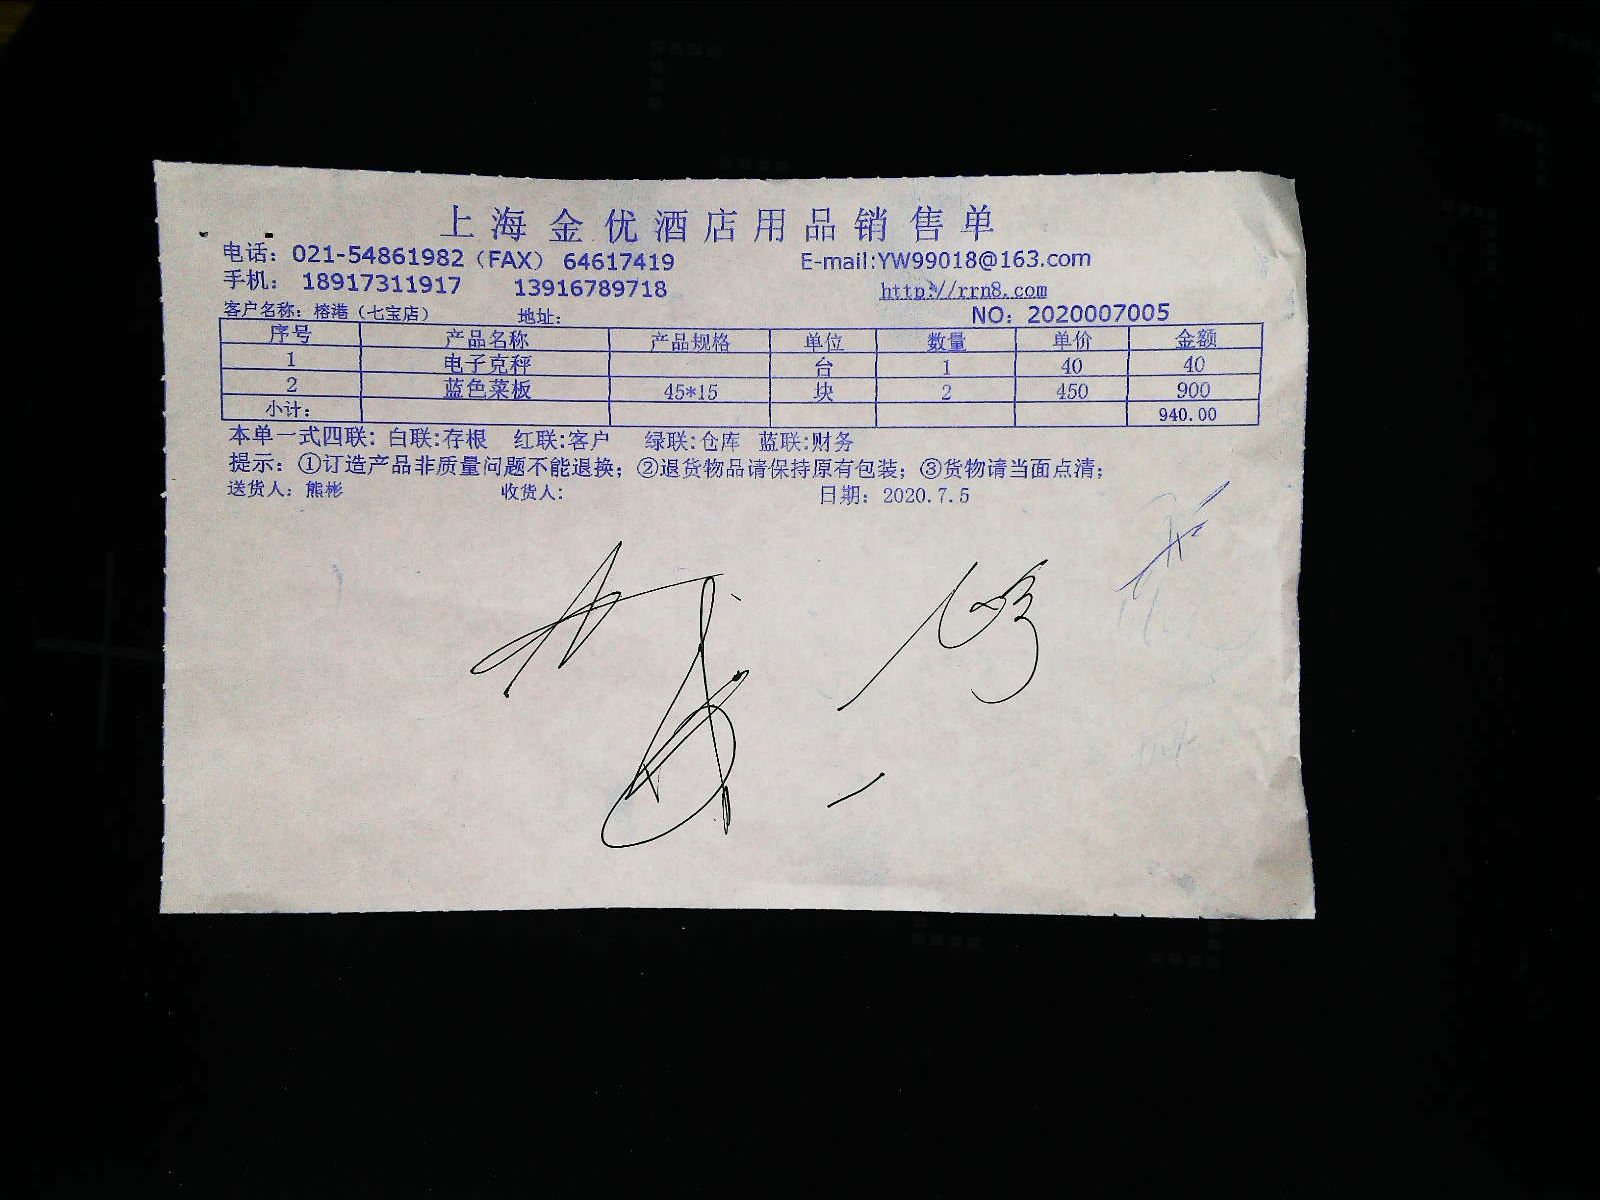 上海金优酒店用品销售单
电话：021-54861982（FAX） 64617419 E-mail:YW99018@163.com
手机： 18917311917 13916789718 http://rrn8.com
客户名称：榕港（七宝店） 地址： NO：2020007005
序号 产品名称 产品规格 单位 数量 单价 金额
1 电子克秤 台 1 40 40
2 蓝色菜板 45*15 块 2 450 900
小计： 940.00
本单一式四联：白联:存根 红联:客户 绿联:仓库 蓝联:财务
提示：①订造产品非质量问题不能退换；②退货物品请保持原有包装；③货物请当面点清；
送货人：熊彬 收货人： 日期：2020.7.5